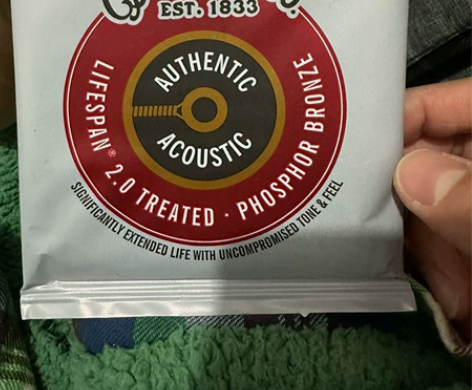 EST. 1833
AUTHENTIC
ACOUSTIC
LIFESPAN® 2.0 TREATED · PHOSPHOR BRONZE
SIGNIFICANTLY EXTENDED LIFE WITH UNCOMPROMISED TONE & FEEL